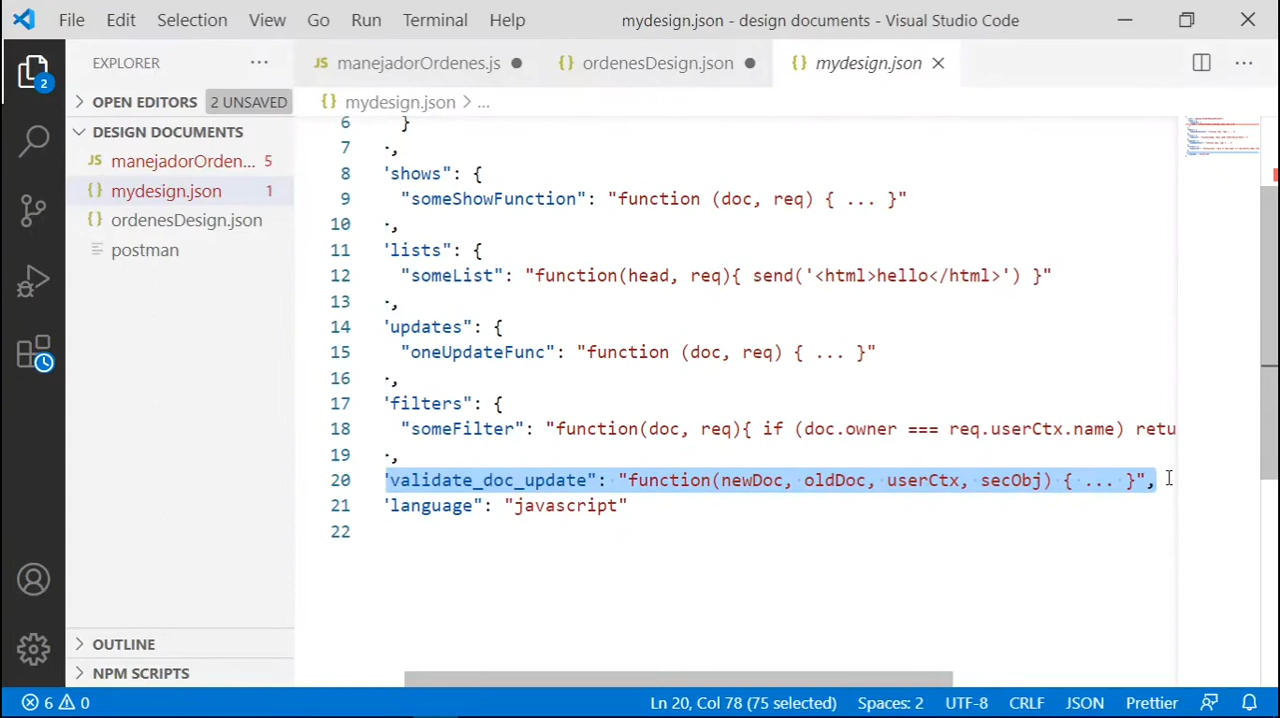 File Edit Selection View Go Run Terminal Help mydesign.json - design documents - Visual Studio Code
EXPLORER ...
JS manejadorOrdenes.js ● {} ordenesDesign.json ● {} mydesign.json ×
OPEN EDITORS 2 UNSAVED
{} mydesign.json > ...
DESIGN DOCUMENTS
JS manejadorOrden... 5
{} mydesign.json 1
{} ordenesDesign.json
postman
2
6 }
7 ,
8 "shows": {
9 "someShowFunction": "function (doc, req) { ... }"
10 ,
11 "lists": {
12 "someList": "function(head, req){ send('<html>hello</html>') }"
13 ,
14 "updates": {
15 "oneUpdateFunc": "function (doc, req) { ... }"
16 ,
17 "filters": {
18 "someFilter": "function(doc, req){ if (doc.owner === req.userCtx.name) retu
19 ,
20 "validate_doc_update": "function(newDoc, oldDoc, userCtx, secObj) { ... }",
21 "language": "javascript"
22
OUTLINE
NPM SCRIPTS
6 0 Ln 20, Col 78 (75 selected) Spaces: 2 UTF-8 CRLF JSON Prettier